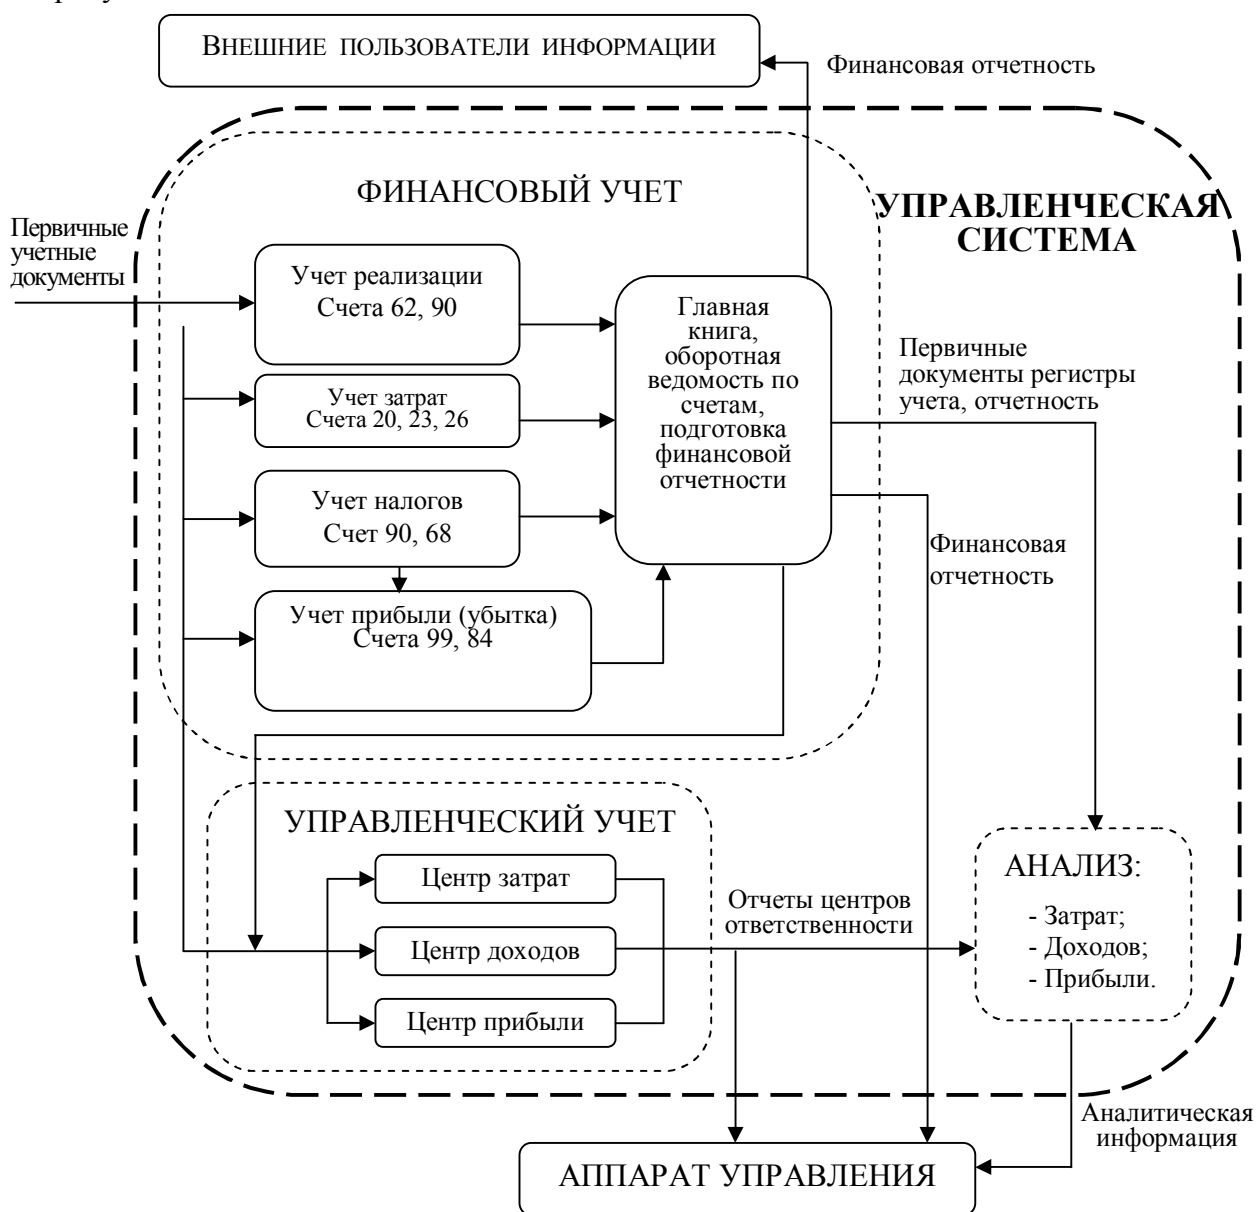 ВНЕШНИЕ ПОЛЬЗОВАТЕЛИ ИНФОРМАЦИИ
Финансовая отчетность
ФИНАНСОВЫЙ УЧЕТ
УПРАВЛЕНЧЕСКАЯ
СИСТЕМА
Первичные
учетные
документы
Учет реализации
Счета 62, 90
Учет затрат
Счета 20, 23, 26
Учет налогов
Счет 90, 68
Учет прибыли (убытка)
Счета 99, 84
Главная
книга,
оборотная
ведомость по
счетам,
подготовка
финансовой
отчетности
Первичные
документы регистры
учета, отчетность
Финансовая
отчетность
УПРАВЛЕНЧЕСКИЙ УЧЕТ
Центр затрат
Центр доходов
Центр прибыли
Отчеты центров
ответственности
АНАЛИЗ:
- Затрат;
- Доходов;
- Прибыли.
Аналитическая
информация
АППАРАТ УПРАВЛЕНИЯ